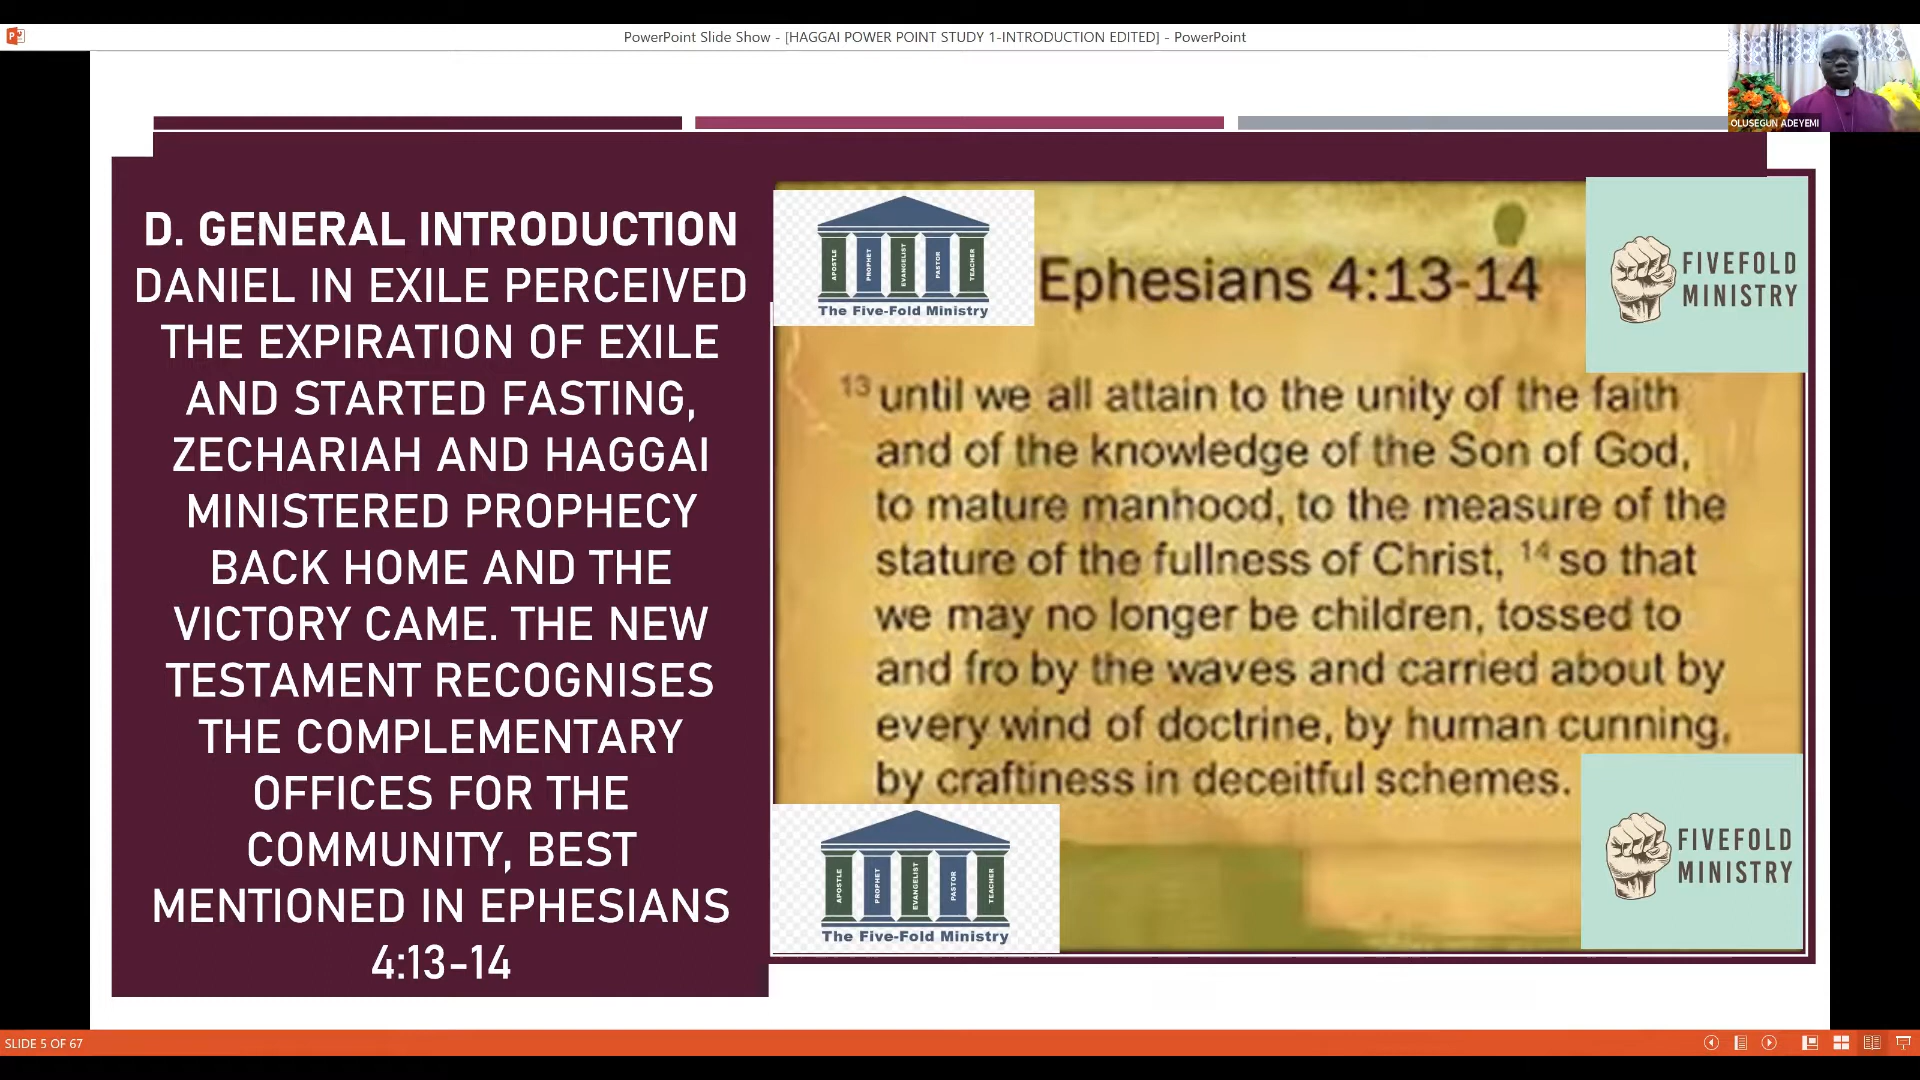 PowerPoint Slide Show - [HAGGAI POWER POINT STUDY 1-INTRODUCTION EDITED] - PowerPoint
OLUSEGUN ADEYEMI
D. GENERAL INTRODUCTION
DANIEL IN EXILE PERCEIVED
THE EXPIRATION OF EXILE
AND STARTED FASTING,
ZECHARIAH AND HAGGAI
MINISTERED PROPHECY
BACK HOME AND THE
VICTORY CAME. THE NEW
TESTAMENT RECOGNISES
THE COMPLEMENTARY
OFFICES FOR THE
COMMUNITY, BEST
MENTIONED IN EPHESIANS
4:13-14
APOSTLE
PROPHET
EVANGELIST
PASTOR
TEACHER
The Five-Fold Ministry
Ephesians 4:13-14
FIVEFOLD
MINISTRY
13 until we all attain to the unity of the faith
and of the knowledge of the Son of God,
to mature manhood, to the measure of the
stature of the fullness of Christ, 14 so that
we may no longer be children, tossed to
and fro by the waves and carried about by
every wind of doctrine, by human cunning,
by craftiness in deceitful schemes.
APOSTLE
PROPHET
EVANGELIST
PASTOR
TEACHER
The Five-Fold Ministry
FIVEFOLD
MINISTRY
SLIDE 5 OF 67